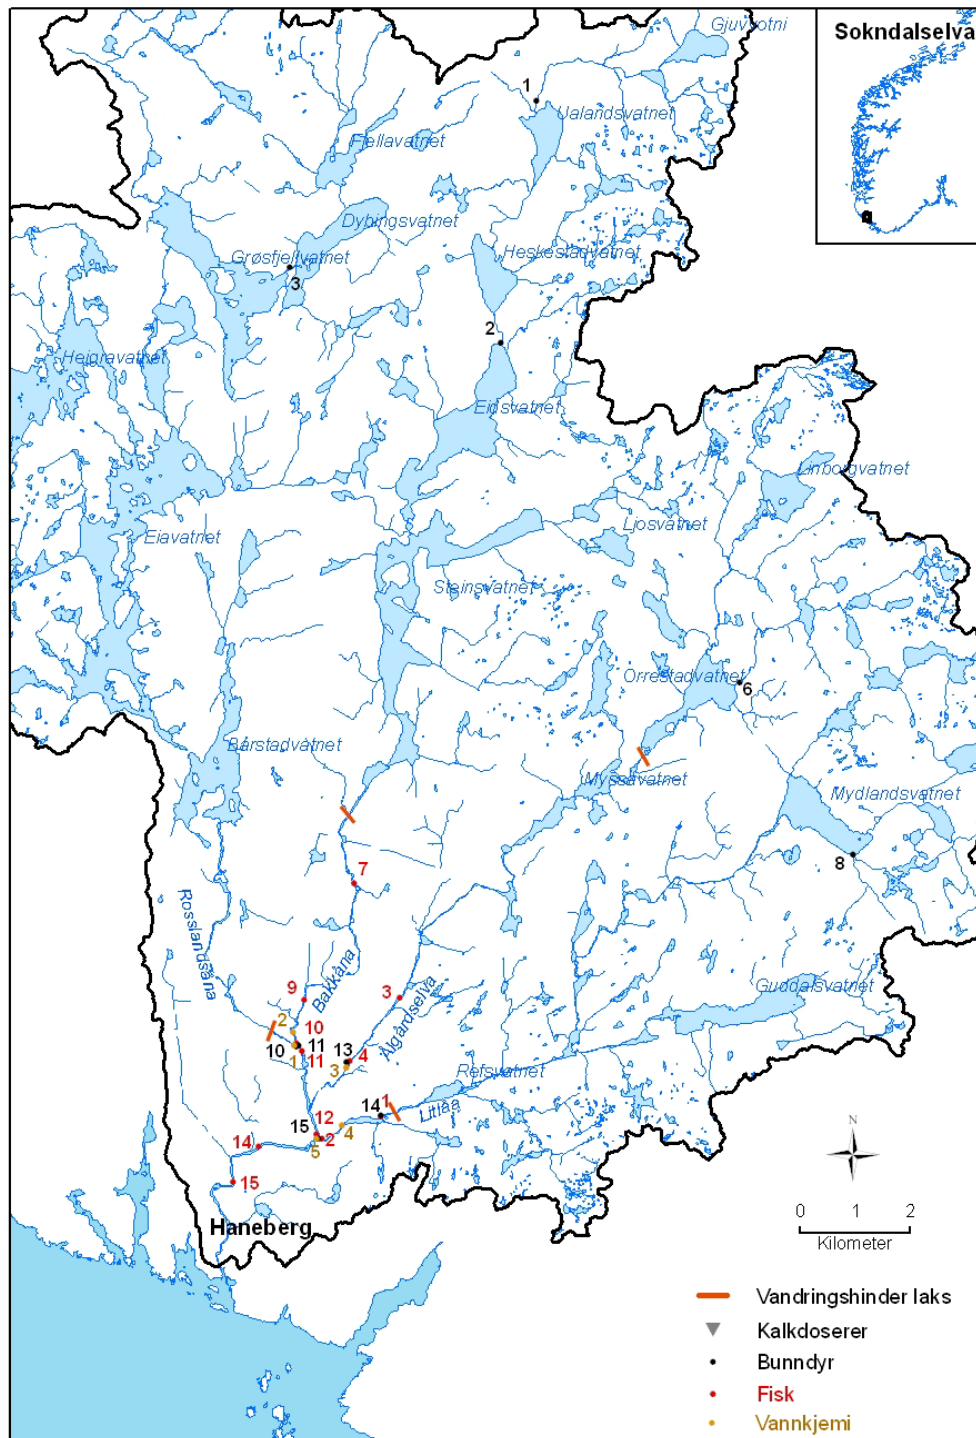 Gjuvvotni
Sokndalselva
1
Ualandsvatnet
Fjellavatnet
Dybingsvatnet
Heskestadvatnet
Grøsfjellvatnet
3
2
Heigravatnet
Eidsvatnet
Linborgvatnet
Ljosvatnet
Eiavatnet
Steinsvatnet
Orrestadvatnet
6
Bårstadvatnet
Myssavatnet
Mydlandsvatnet
8
7
Rosslandsåna
Bakkåna
9
3
Ålgårdselva
Guddalsvatnet
2
10
10
11
13
1
11
3
4
Refsvatnet
1
14
Litlåa
12
15
4
14
2
5
15
N
Haneberg
0 1 2
Kilometer
Vandringshinder laks
Kalkdoserer
Bunndyr
Fisk
Vannkjemi